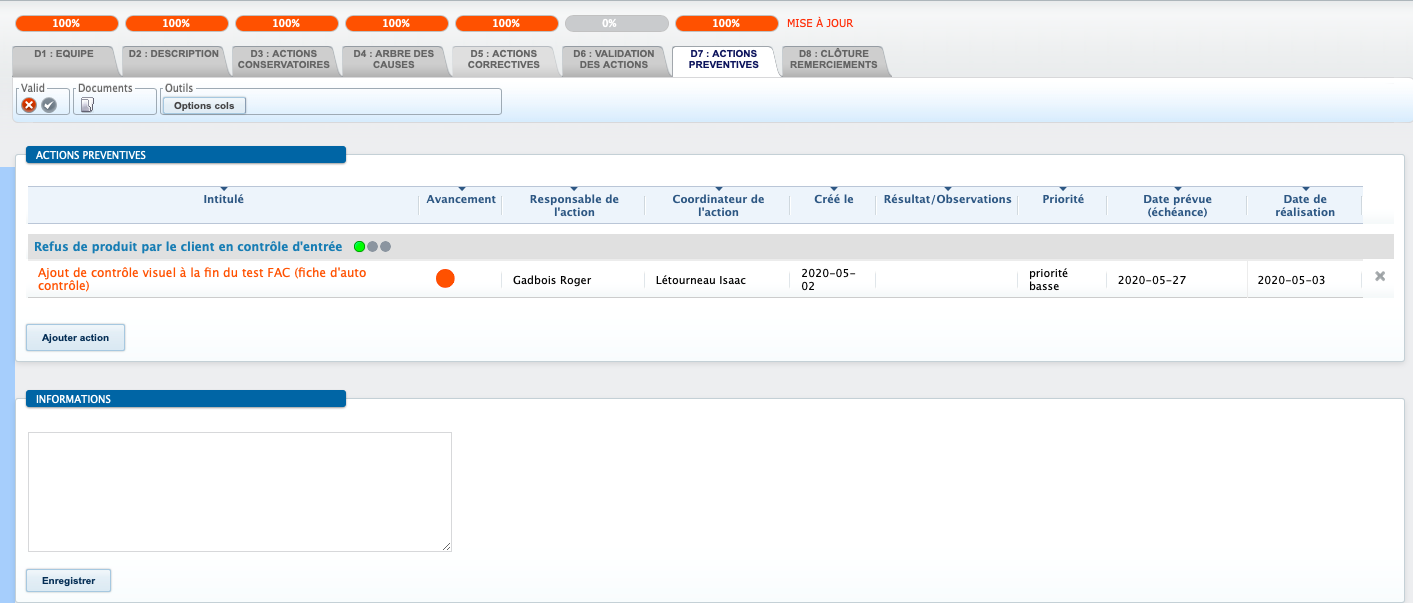 100% 100% 100% 100% 100% 0% 100% MISE À JOUR
D1 : EQUIPE
D2 : DESCRIPTION
D3 : ACTIONS
CONSERVATOIRES
D4 : ARBRE DES
CAUSES
D5 : ACTIONS
CORRECTIVES
D6 : VALIDATION
DES ACTIONS
D7 : ACTIONS
PREVENTIVES
D8 : CLÔTURE
REMERCIEMENTS
Valid
Documents
Outils
Options cols
ACTIONS PREVENTIVES
Intitulé
Avancement
Responsable de
l'action
Coordinateur de
l'action
Créé le
Résultat/Observations
Priorité
Date prévue
(échéance)
Date de
réalisation
Refus de produit par le client en contrôle d'entrée
Ajout de contrôle visuel à la fin du test FAC (fiche d'auto
contrôle)
Gadbois Roger
Létourneau Isaac
2020-05-
02
priorité
basse
2020-05-27
2020-05-03
Ajouter action
INFORMATIONS
Enregistrer